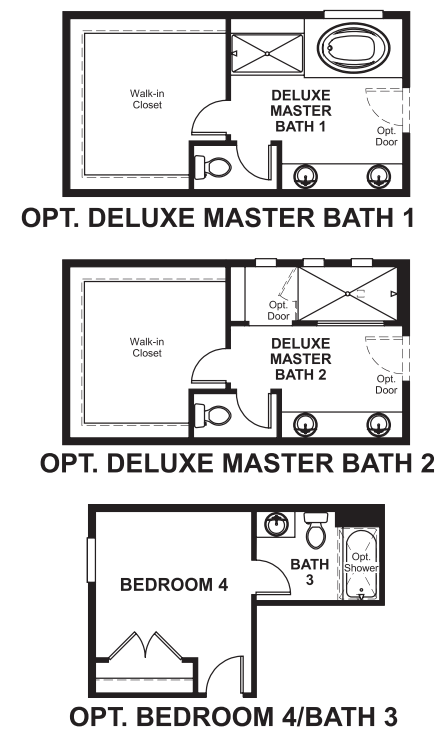 Walk-in
Closet
DELUXE
MASTER
BATH 1
Opt.
Door
OPT. DELUXE MASTER BATH 1
Opt.
Door
Walk-in
Closet
DELUXE
MASTER
BATH 2
Opt.
Door
OPT. DELUXE MASTER BATH 2
BEDROOM 4
BATH
3
Opt.
Shower
OPT. BEDROOM 4/BATH 3